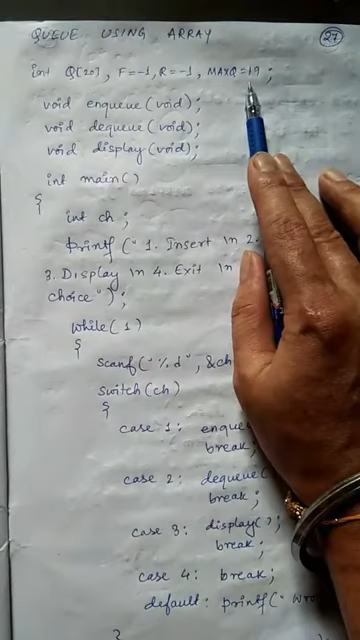 QUEUE USING ARRAY
27
int Q[20], F=-1, R=-1, MAXQ=19;
void enqueue(void);
void dequeue(void);
void display(void);
int main()
{
int ch;
printf("1. Insert \n 2.
3. Display \n 4. Exit \n
choice");
while(1)
{
scanf("%d", &ch
switch(ch)
{
case 1: enque
break;
case 2: dequeue(
break;
case 3: display();
break;
case 4: break;
default: printf("Wro
}